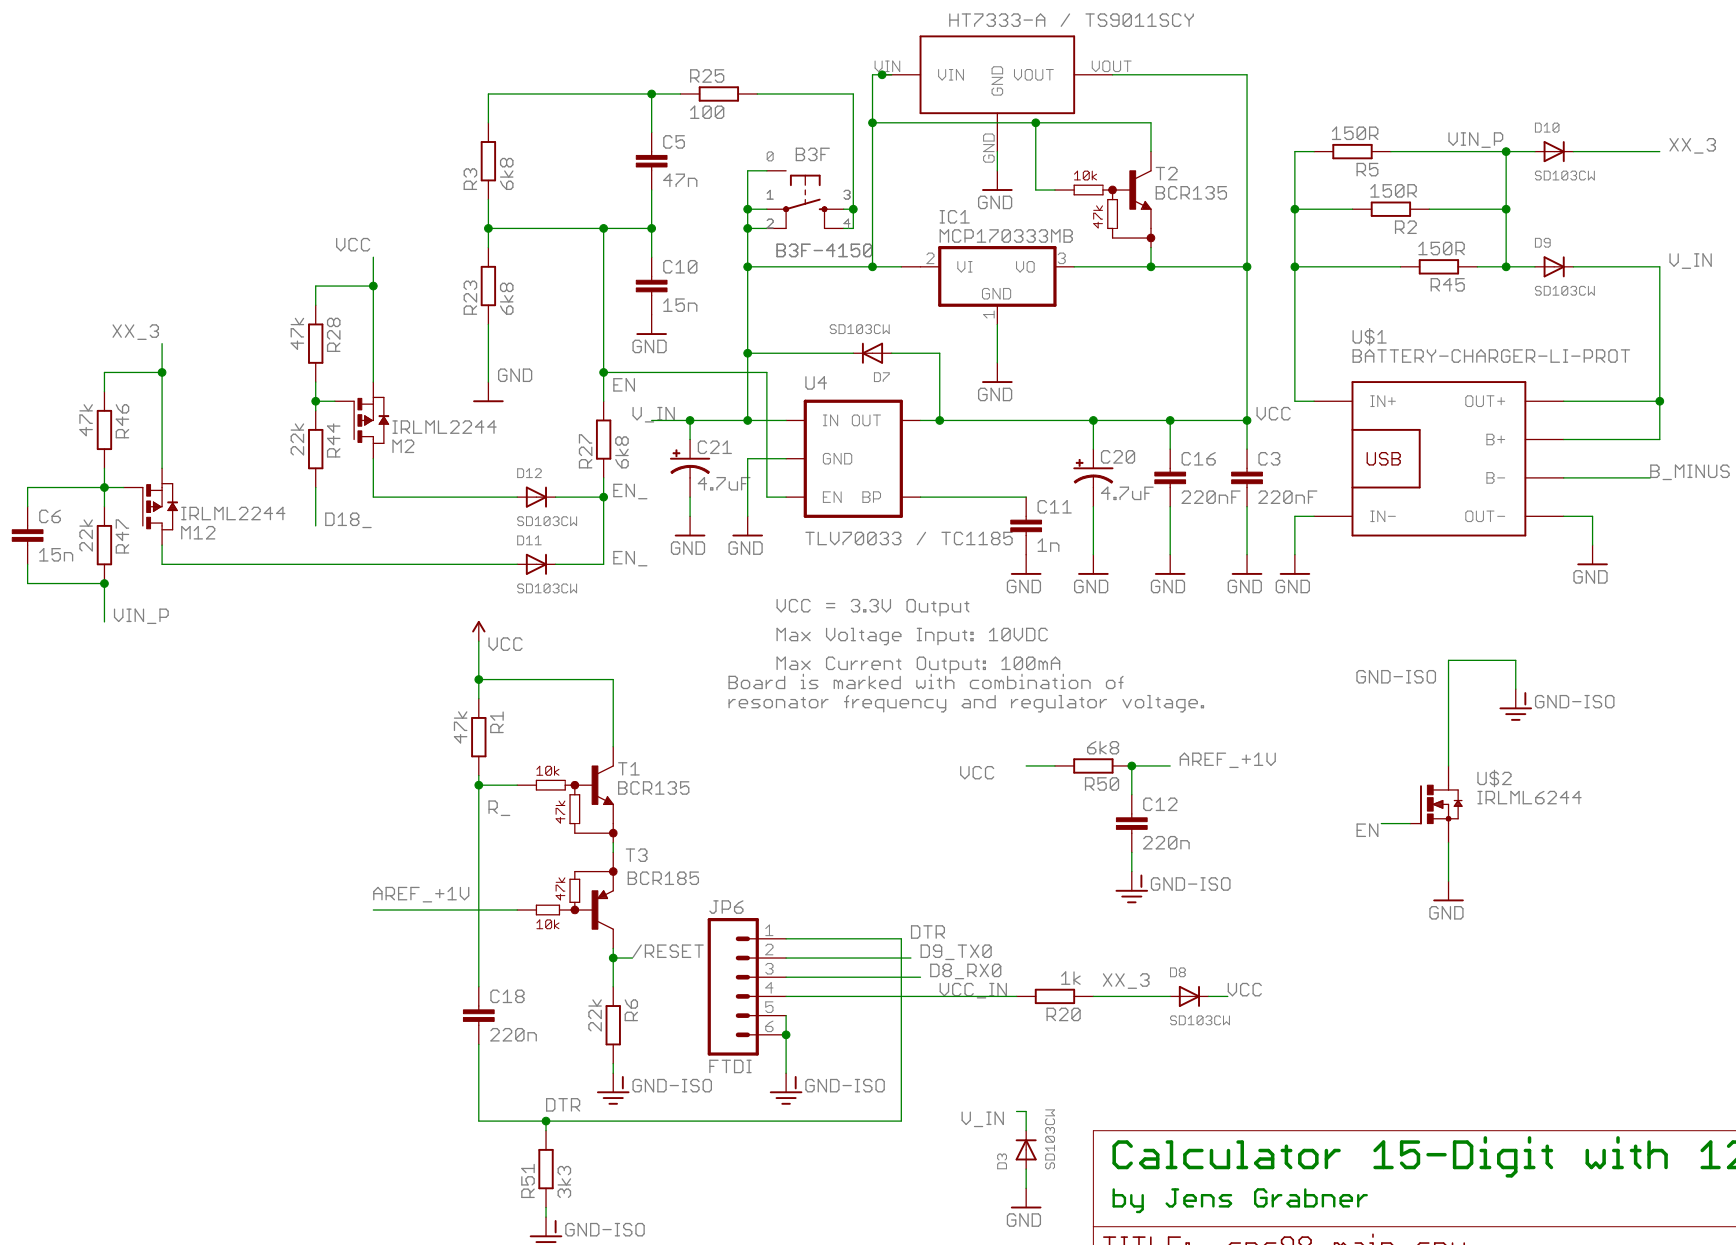 HT7333-A / TS9011SCY
VIN
VIN
GND
VOUT
VOUT
GND
GND
R25
100
C5
47n
R3
6k8
0
B3F
1
3
2
4
B3F-4150
10k
47k
T2
BCR135
IC1
MCP170333MB
2
VI
VO
3
GND
1
GND
150R
R5
VIN_P
D10
SD103CW
XX_3
150R
R2
150R
R45
D9
SD103CW
V_IN
VCC
R23
6k8
C10
15n
GND
GND
47k
R28
XX_3
47k
R46
22k
R44
IRLML2244
M2
D18_
C6
15n
22k
R47
IRLML2244
M12
VIN_P
D12
SD103CW
D11
SD103CW
EN
V_IN
R27
6k8
EN_
EN_
SD103CW
D7
U4
IN OUT
GND
EN BP
TLV70033 / TC1185
C21
4.7uF
GND
GND
C11
1n
GND
C20
4.7uF
GND
C16
220nF
GND
C3
220nF
GND
VCC
U$1
BATTERY-CHARGER-LI-PROT
IN+
OUT+
B+
USB
B-
B_MINUS
IN-
OUT-
GND
GND
VCC = 3.3V Output
Max Voltage Input: 10VDC
Max Current Output: 100mA
Board is marked with combination of
resonator frequency and regulator voltage.
VCC
47k
R1
10k
47k
T1
BCR135
R_
T3
BCR185
47k
10k
AREF_+1V
/RESET
22k
R6
GND-ISO
C18
220n
DTR
R51
3k3
GND-ISO
JP6
1
2
3
4
5
6
FTDI
DTR
D9_TX0
D8_RX0
VCC_IN
GND-ISO
1k
R20
XX_3
D8
SD103CW
VCC
VCC
6k8
R50
AREF_+1V
C12
220n
GND-ISO
GND-ISO
GND-ISO
U$2
IRLML6244
EN
GND
V_IN
D3
SD103CW
GND
Calculator 15-Digit with 12
by Jens Grabner